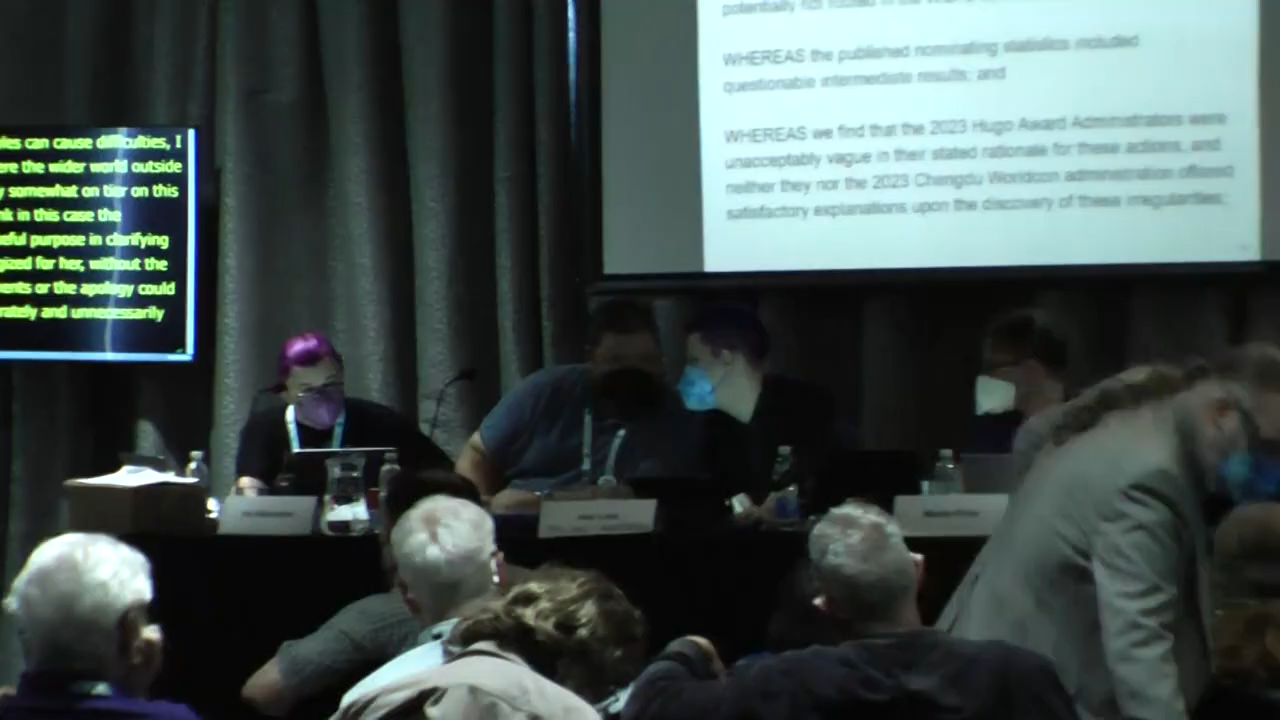 les can cause difficulties, I
ere the wider world outside
y somewhat on tier on this
nk in this case the
eful purpose in clarifying
gized for her, without the
ents or the apology could
rately and unnecessarily
WHEREAS the published nominating statistics included
questionable intermediate results; and
WHEREAS we find that the 2023 Hugo Award Administrators were
unacceptably vague in their stated rationale for these actions, and
neither they nor the 2023 Chengdu Worldcon administration offered
satisfactory explanations upon the discovery of these irregularities;